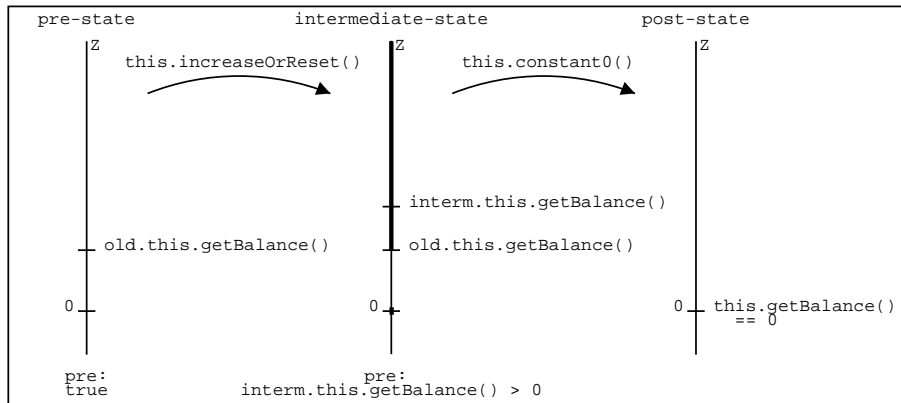 pre-state intermediate-state post-state
Z Z Z
this.increaseOrReset() this.constant0()
interm.this.getBalance()
old.this.getBalance() old.this.getBalance()
0 0 0 this.getBalance()
== 0
pre: pre:
true interm.this.getBalance() > 0